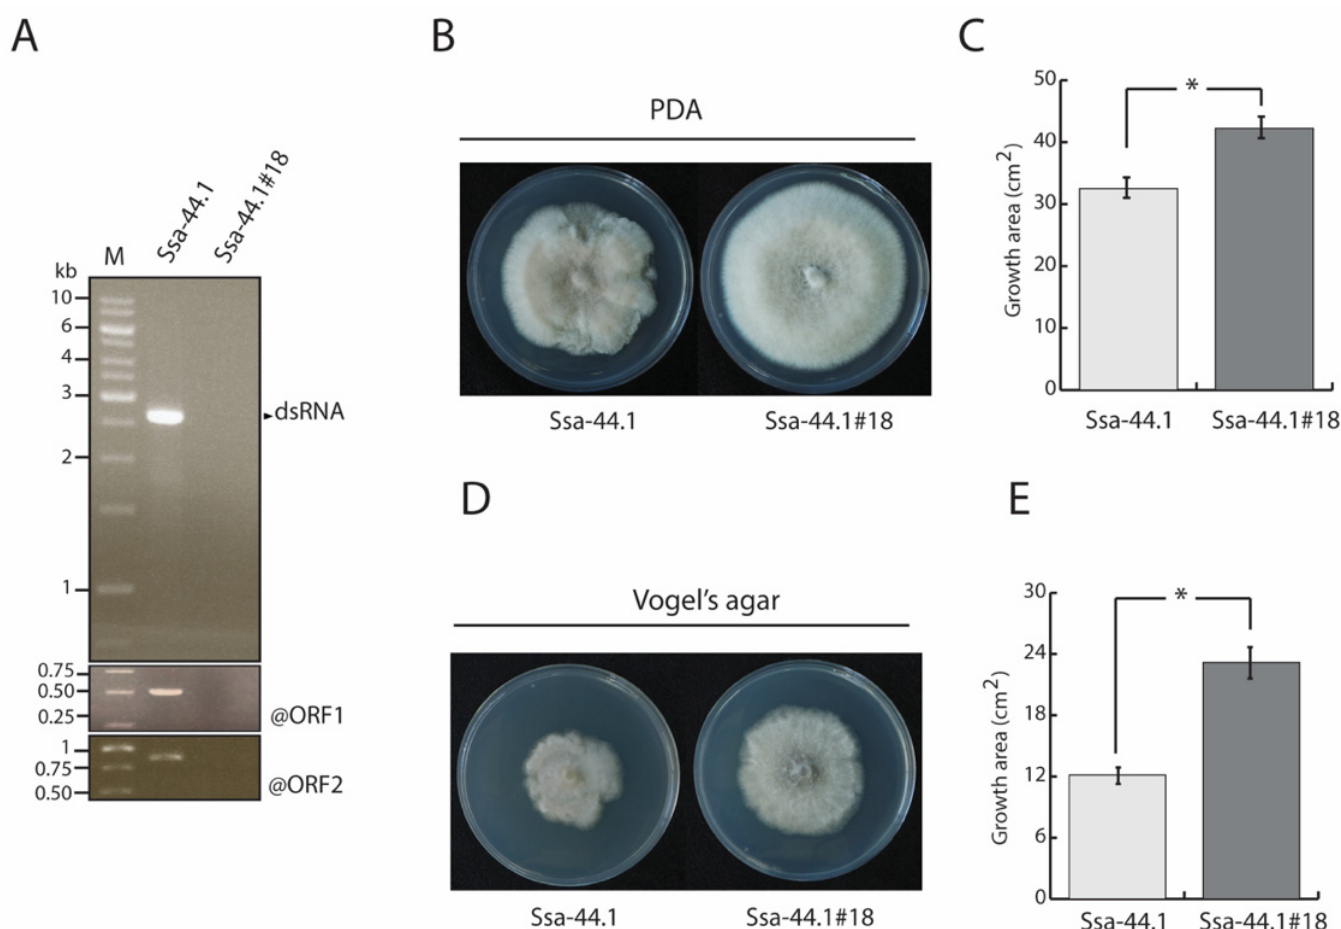 A
Ssa-44.1
Ssa-44.1#18
M
kb
10
6
4
3
dsRNA
2
1
0.75
0.50
0.25
@ORF1
1
0.75
0.50
@ORF2
B
PDA
Ssa-44.1
Ssa-44.1#18
C
Growth area (cm²)
50
40
30
20
10
0
*
Ssa-44.1
Ssa-44.1#18
D
Vogel's agar
Ssa-44.1
Ssa-44.1#18
E
Growth area (cm²)
30
24
18
12
6
0
*
Ssa-44.1
Ssa-44.1#18